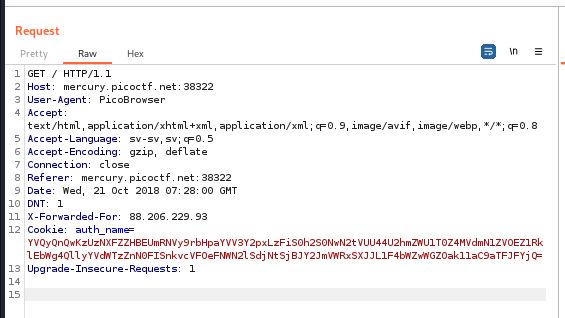 Request
Pretty Raw Hex
\n
1 GET / HTTP/1.1
2 Host: mercury.picoctf.net:38322
3 User-Agent: PicoBrowser
4 Accept:
text/html,application/xhtml+xml,application/xml;q=0.9,image/avif,image/webp,*/*;q=0.8
5 Accept-Language: sv-sv,sv;q=0.5
6 Accept-Encoding: gzip, deflate
7 Connection: close
8 Referer: mercury.picoctf.net:38322
9 Date: Wed, 21 Oct 2018 07:28:00 GMT
10 DNT: 1
11 X-Forwarded-For: 88.206.229.93
12 Cookie: auth_name=
13 Upgrade-Insecure-Requests: 1
14
15